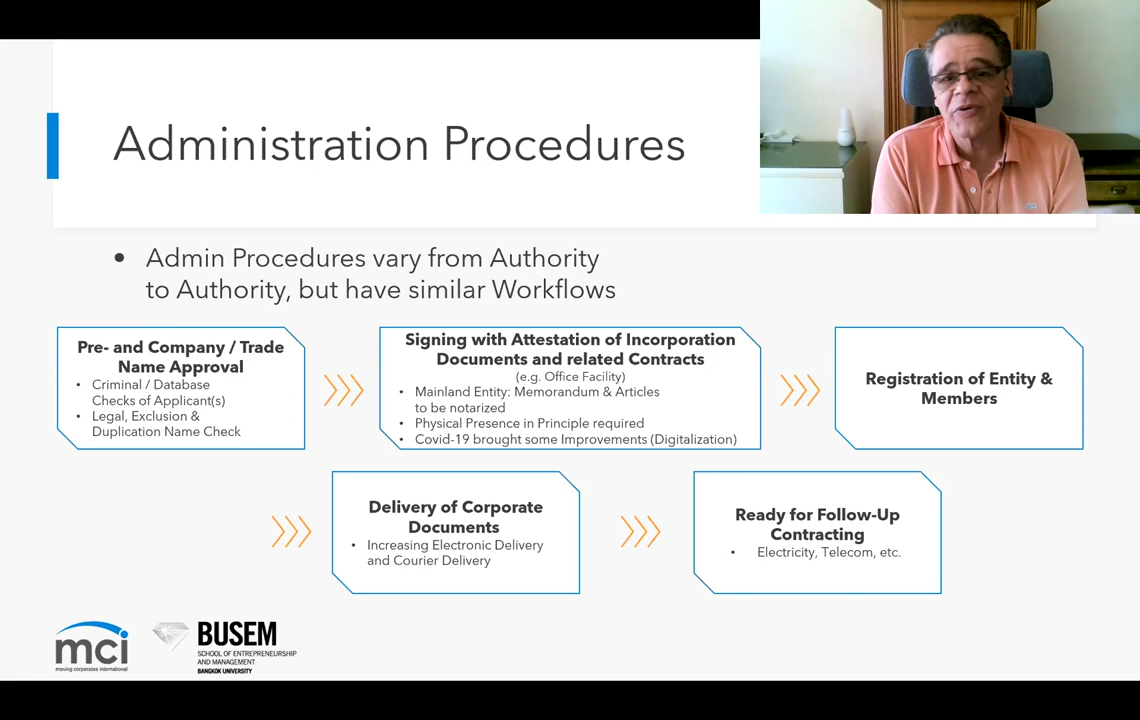 Administration Procedures
• Admin Procedures vary from Authority
to Authority, but have similar Workflows
Pre- and Company / Trade
Name Approval
• Criminal / Database
Checks of Applicant(s)
• Legal, Exclusion &
Duplication Name Check
Signing with Attestation of Incorporation
Documents and related Contracts
(e.g. Office Facility)
• Mainland Entity: Memorandum & Articles
to be notarized
• Physical Presence in Principle required
• Covid-19 brought some Improvements (Digitalization)
Registration of Entity &
Members
Delivery of Corporate
Documents
• Increasing Electronic Delivery
and Courier Delivery
Ready for Follow-Up
Contracting
• Electricity, Telecom, etc.
mci
moving corporates international
BUSEM
SCHOOL OF ENTREPRENEURSHIP
AND MANAGEMENT
BANGKOK UNIVERSITY